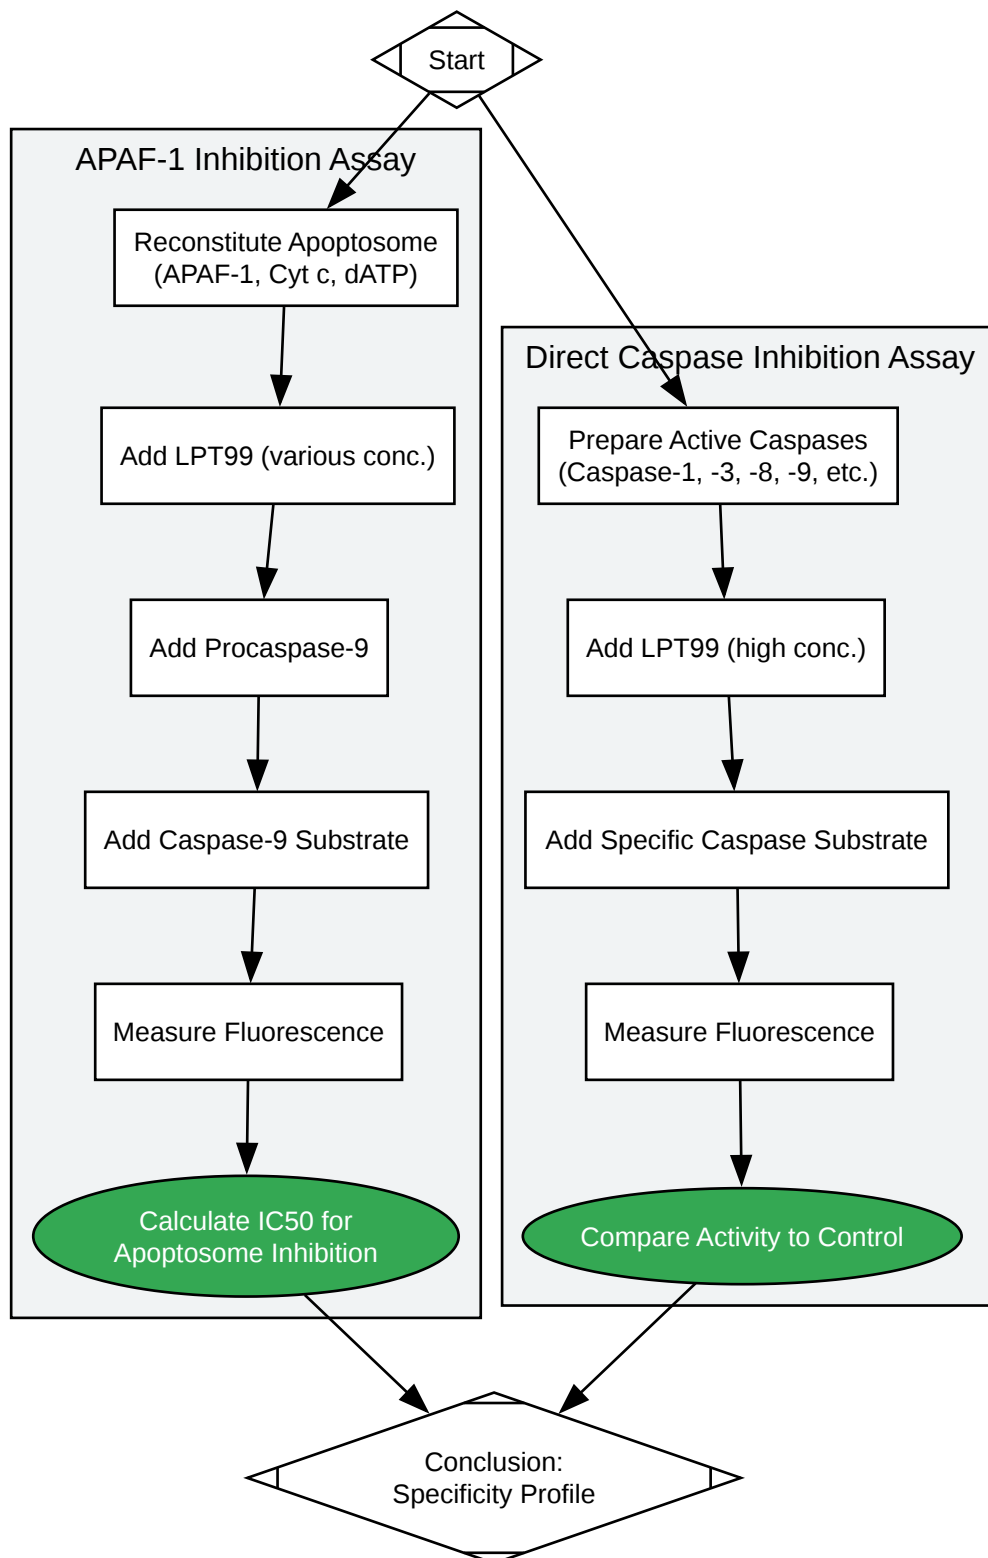 Start
APAF-1 Inhibition Assay
Reconstitute Apoptosome
(APAF-1, Cyt c, dATP)
Add LPT99 (various conc.)
Add Procaspase-9
Add Caspase-9 Substrate
Measure Fluorescence
Calculate IC50 for
Apoptosome Inhibition
Direct Caspase Inhibition Assay
Prepare Active Caspases
(Caspase-1, -3, -8, -9, etc.)
Add LPT99 (high conc.)
Add Specific Caspase Substrate
Measure Fluorescence
Compare Activity to Control
Conclusion:
Specificity Profile